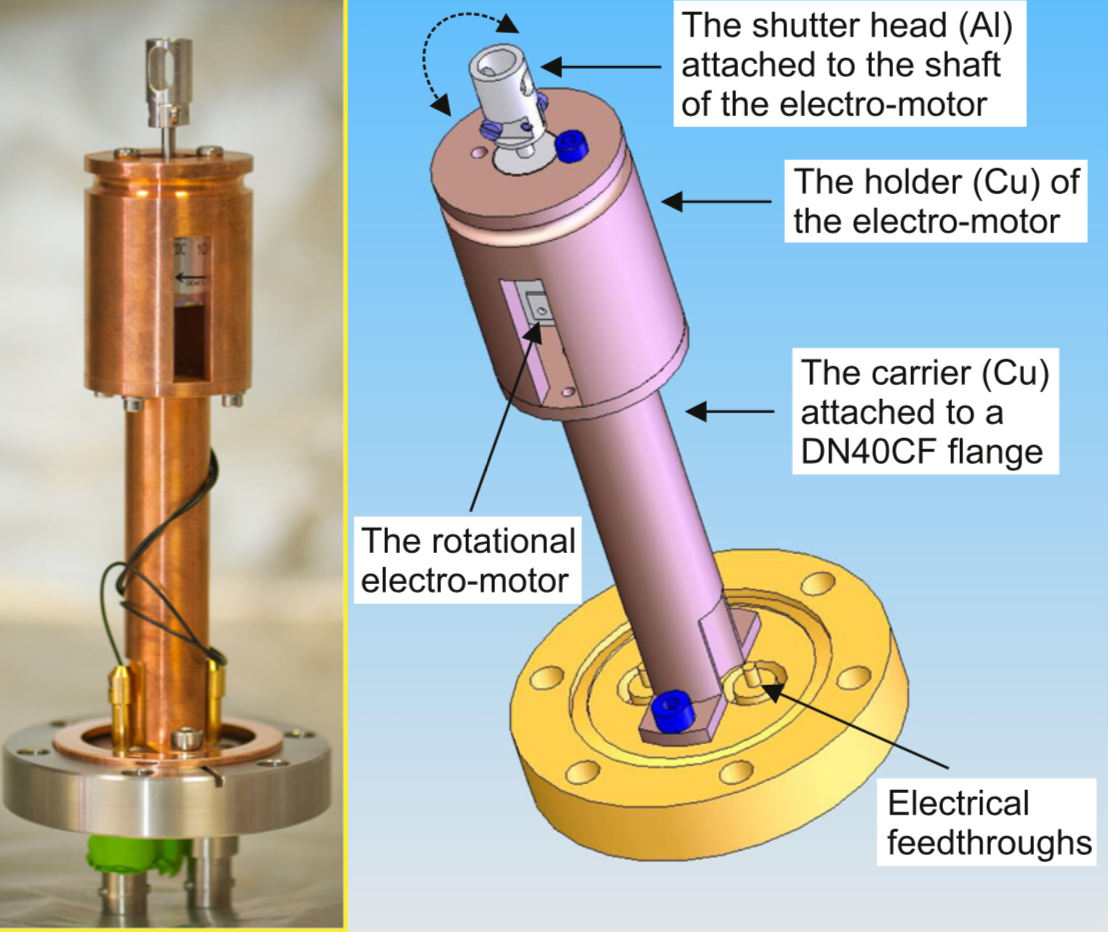 The shutter head (Al)
attached to the shaft
of the electro-motor
The holder (Cu) of
the electro-motor
The carrier (Cu)
attached to a
DN40CF flange
The rotational
electro-motor
Electrical
feedthroughs